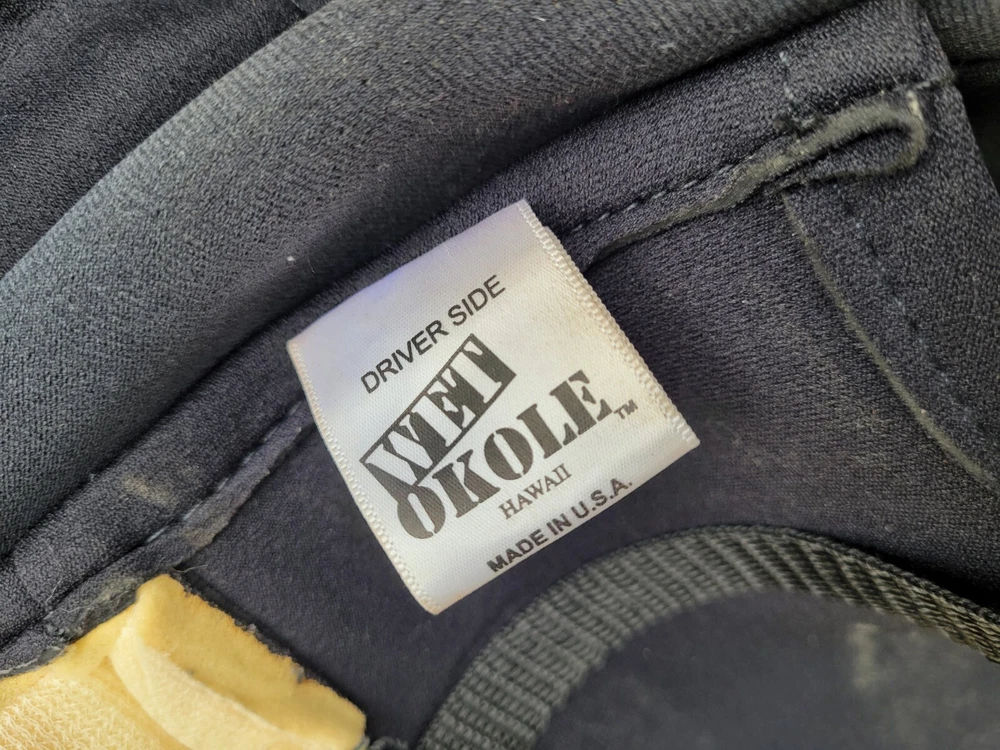 DRIVER SIDE
WET
OKOLE™
HAWAII
MADE IN U.S.A.